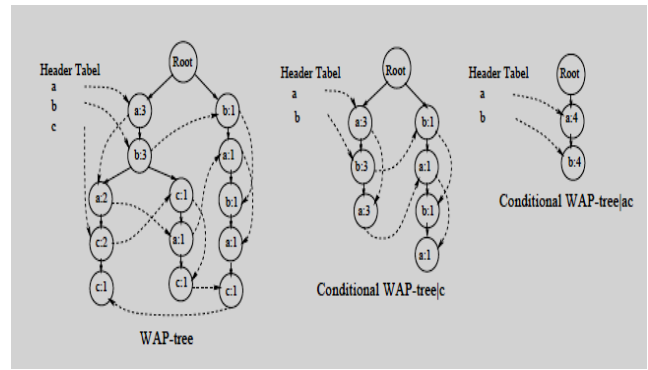 Root
Header Tabel
a
b
c
a:3
b:1
b:3
a:1
a:2
c:1
b:1
c:2
a:1
a:1
c:1
c:1
c:1
WAP-tree
Root
Header Tabel
a
b
a:3
b:1
b:3
a:1
a:3
b:1
a:1
Conditional WAP-tree|c
Root
Header Tabel
a
b
a:4
b:4
Conditional WAP-tree|ac